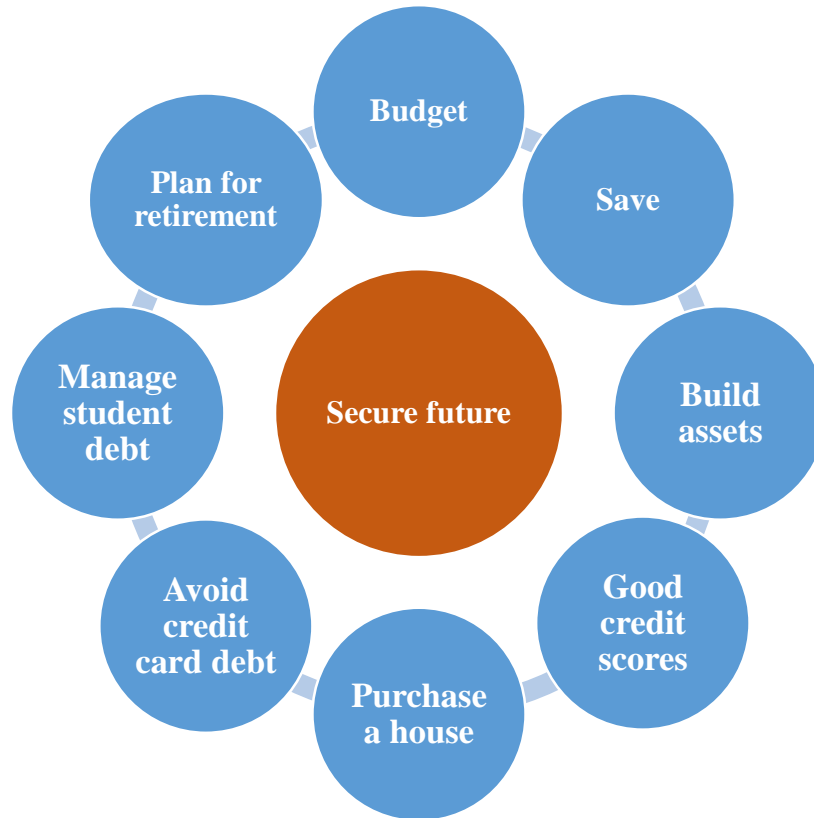 Budget
Save
Build
assets
Good
credit
scores
Purchase
a house
Avoid
credit
card debt
Manage
student
debt
Plan for
retirement
Secure future